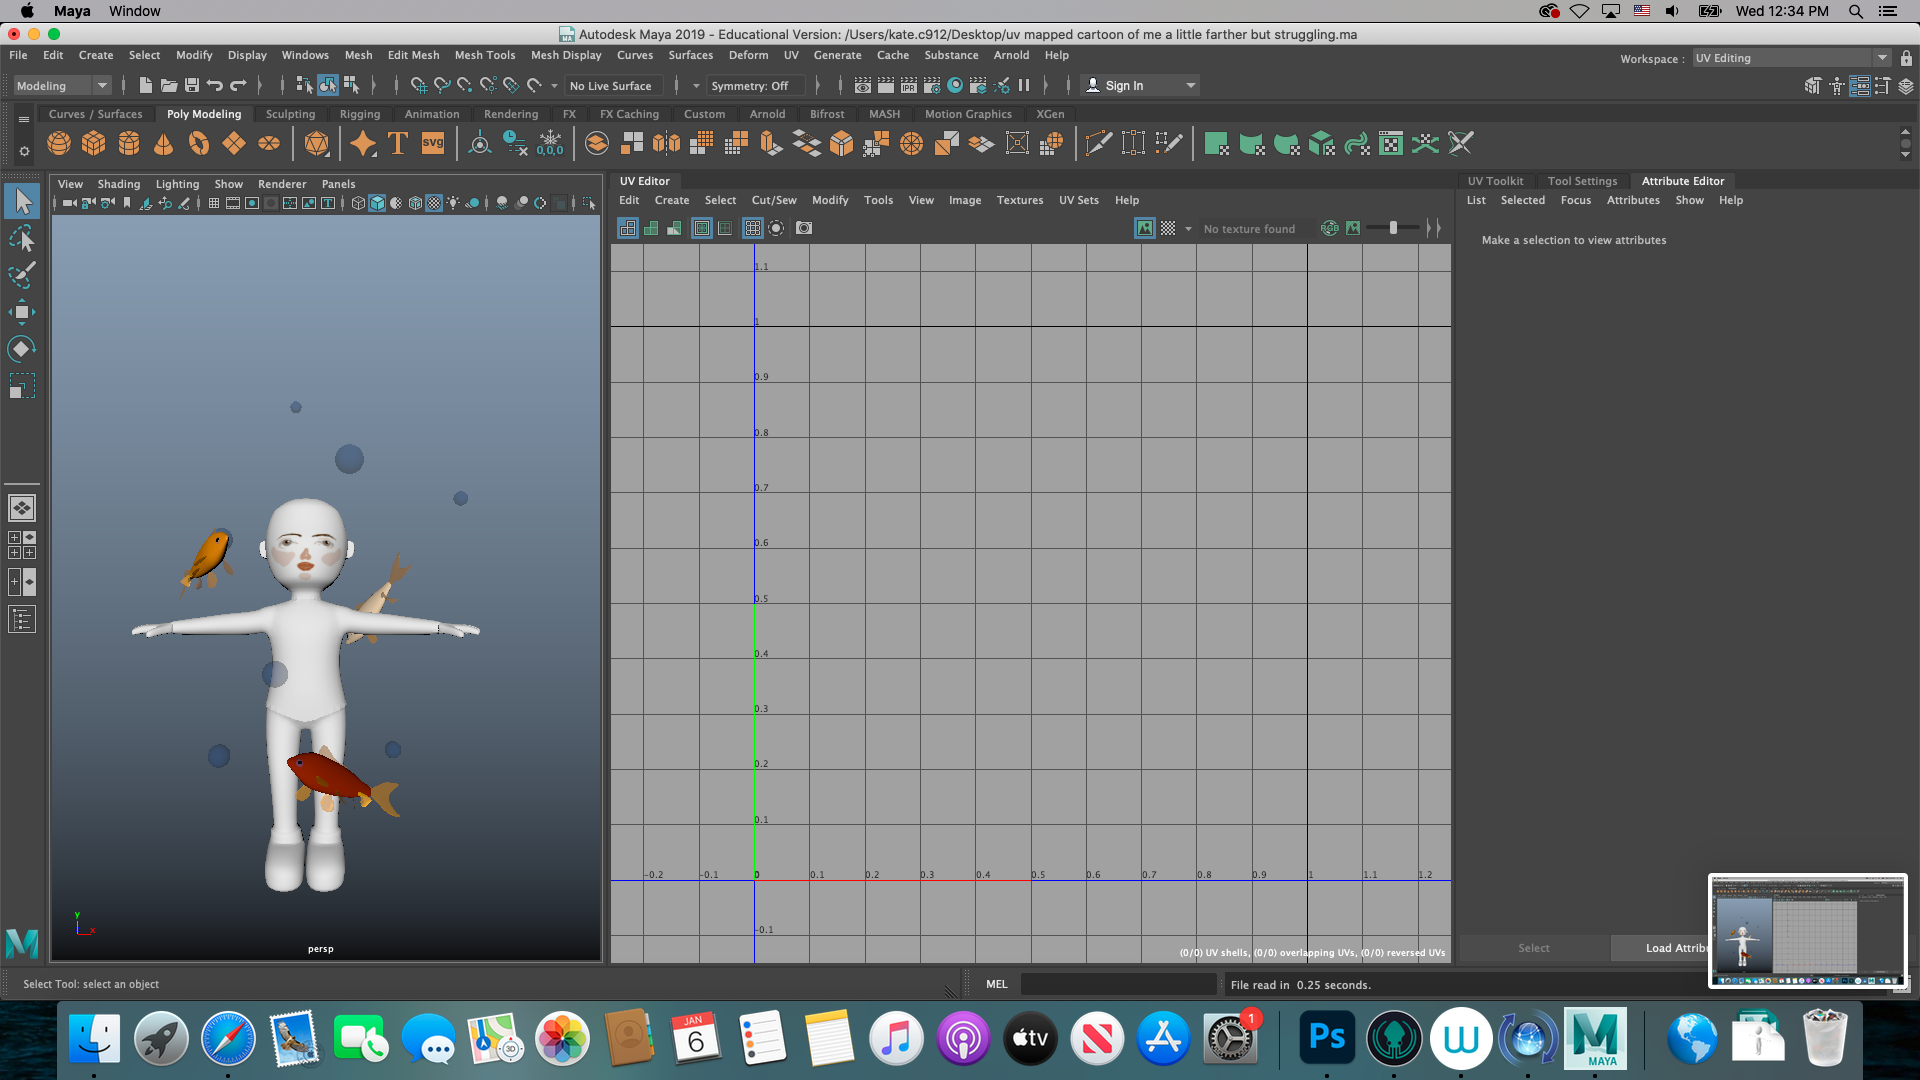 Maya Window Wed 12:34 PM
Autodesk Maya 2019 - Educational Version: /Users/kate.c912/Desktop/uv mapped cartoon of me a little farther but struggling.ma
File Edit Create Select Modify Display Windows Mesh Edit Mesh Mesh Tools Mesh Display Curves Surfaces Deform UV Generate Cache Substance Arnold Help
Workspace : UV Editing
Modeling No Live Surface Symmetry: Off IPR Sign In
Curves / Surfaces Poly Modeling Sculpting Rigging Animation Rendering FX FX Caching Custom Arnold Bifrost MASH Motion Graphics XGen
T svg 0,0,0
View Shading Lighting Show Renderer Panels
UV Editor
UV Toolkit Tool Settings Attribute Editor
Edit Create Select Cut/Sew Modify Tools View Image Textures UV Sets Help
List Selected Focus Attributes Show Help
No texture found RGB
Make a selection to view attributes
1.1
1
0.9
0.8
0.7
0.6
0.5
0.4
0.3
0.2
0.1
-0.2 -0.1 0 0.1 0.2 0.3 0.4 0.5 0.6 0.7 0.8 0.9 1 1.1 1.2
-0.1
y
x
persp
(0/0) UV shells, (0/0) overlapping UVs, (0/0) reversed UVs
Select Load Attribu
Select Tool: select an object
MEL
File read in 0.25 seconds.
JAN
6
3D
tv
1
Ps
W
M
MAYA